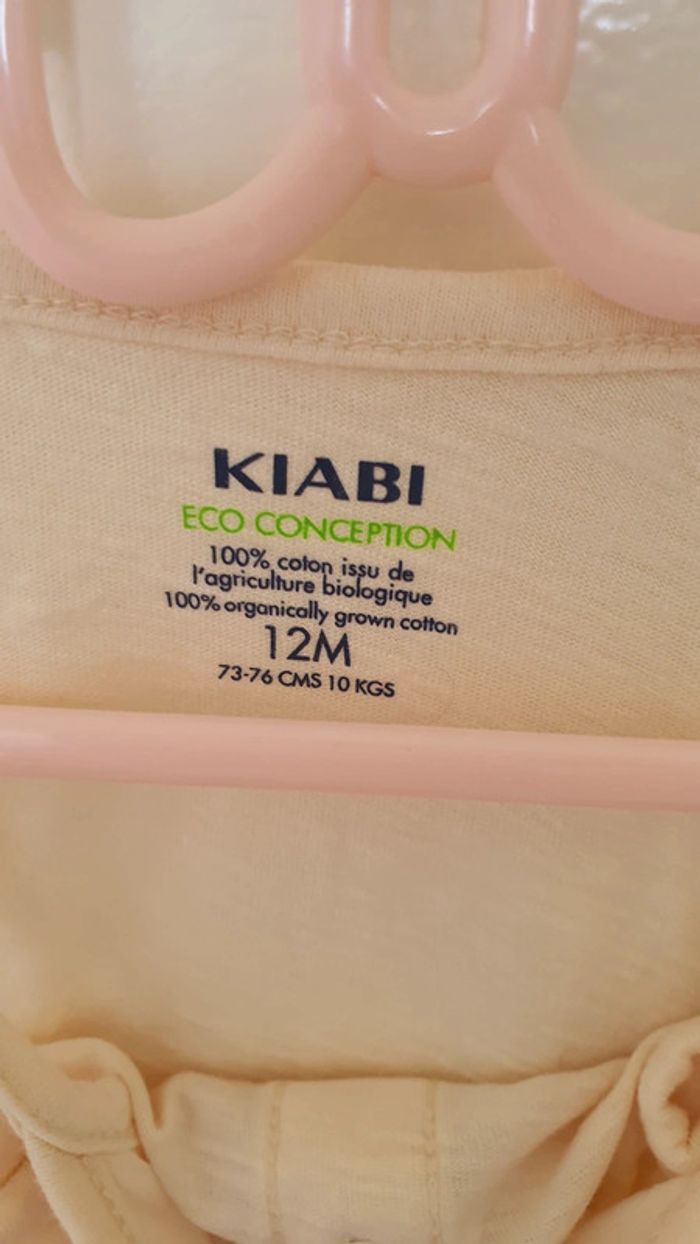 KIABI
ECO CONCEPTION
100% coton issu de
l'agriculture biologique
100% organically grown cotton
12M
73-76 CMS 10 KGS